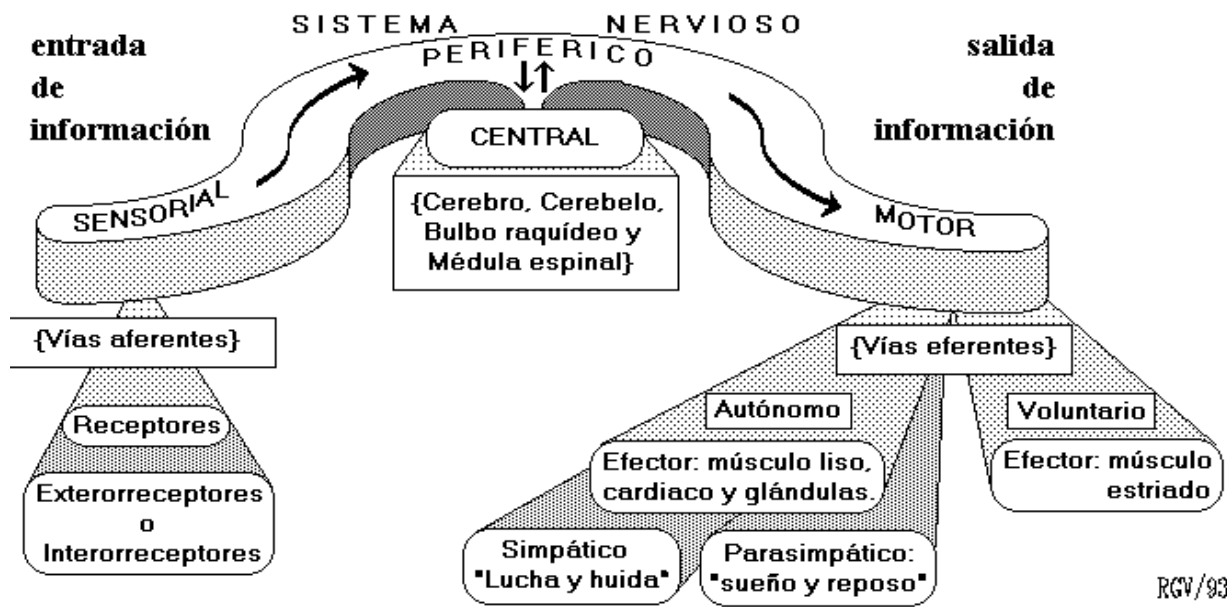 SISTEMA NERVIOSO
PERIFERICO
entrada
de
información
salida
de
información
CENTRAL
{Cerebro, Cerebelo,
Bulbo raquídeo y
Médula espinal}
SENSORIAL
MOTOR
{Vías aferentes}
Receptores
Exterorreceptores
o
Interorreceptores
{Vías eferentes}
Autónomo
Voluntario
Efector: músculo liso,
cardiaco y glándulas.
Efector: músculo
estriado
Simpático
"Lucha y huida"
Parasimpático:
"sueño y reposo"
RGV/93